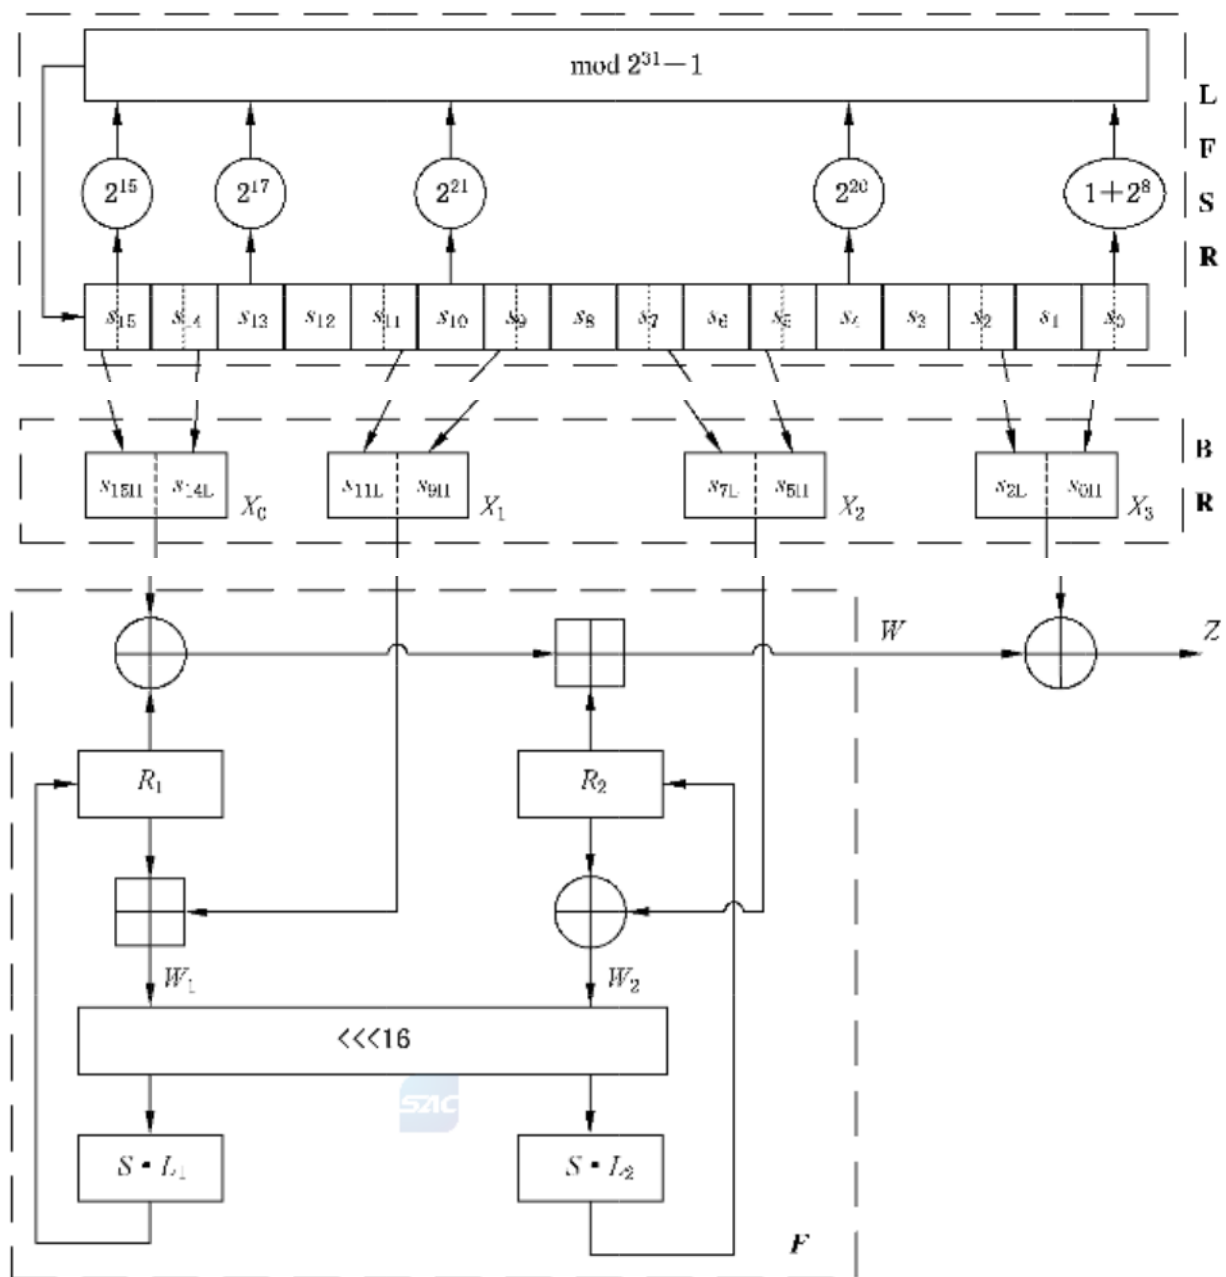 mod 2³¹−1
L
F
S
R
2¹⁵ 2¹⁷ 2²¹ 2²⁰ 1+2⁸
s₁₅ s₁₄ s₁₃ s₁₂ s₁₁ s₁₀ s₉ s₈ s₇ s₆ s₅ s₄ s₃ s₂ s₁ s₀
B
R
s₁₅H s₁₄L X₀ s₁₁L s₉H X₁ s₇L s₅H X₂ s₂L s₀H X₃
W Z
R₁ R₂
W₁ W₂
<<<16
SAC
S·L₁ S·L₂
F